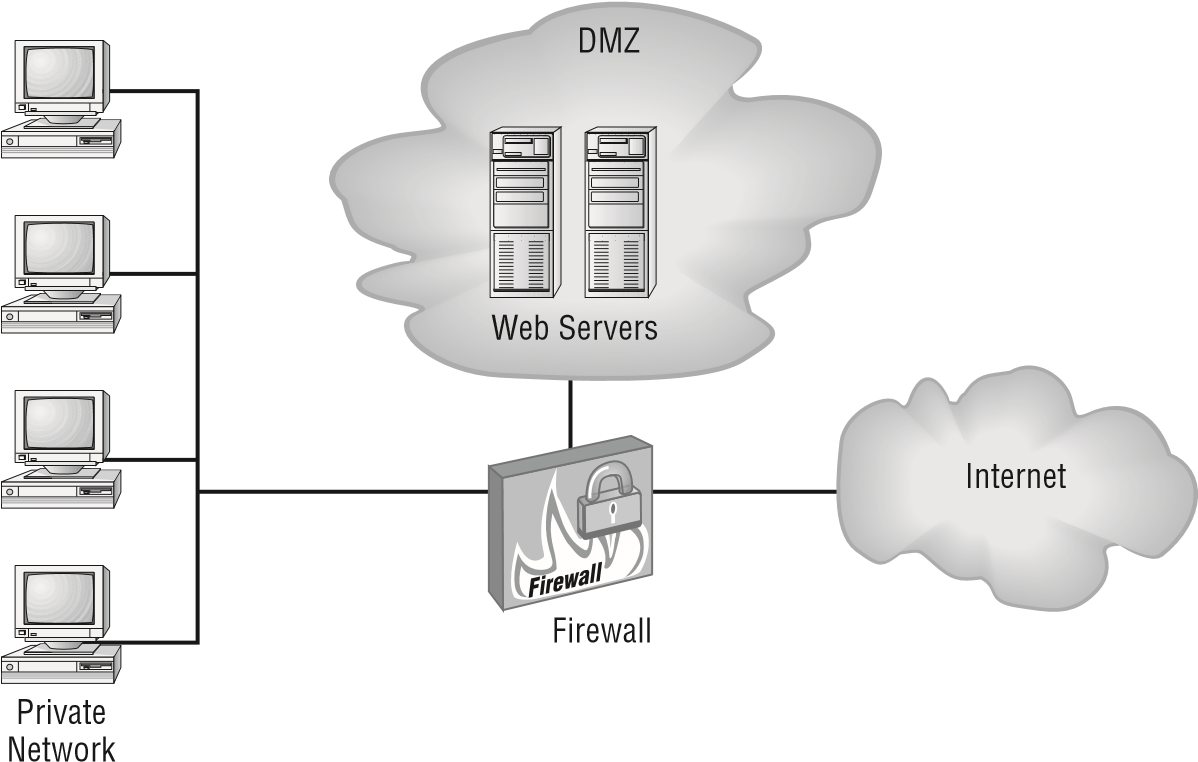 DMZ
Web Servers
Internet
Firewall
Firewall
Private
Network